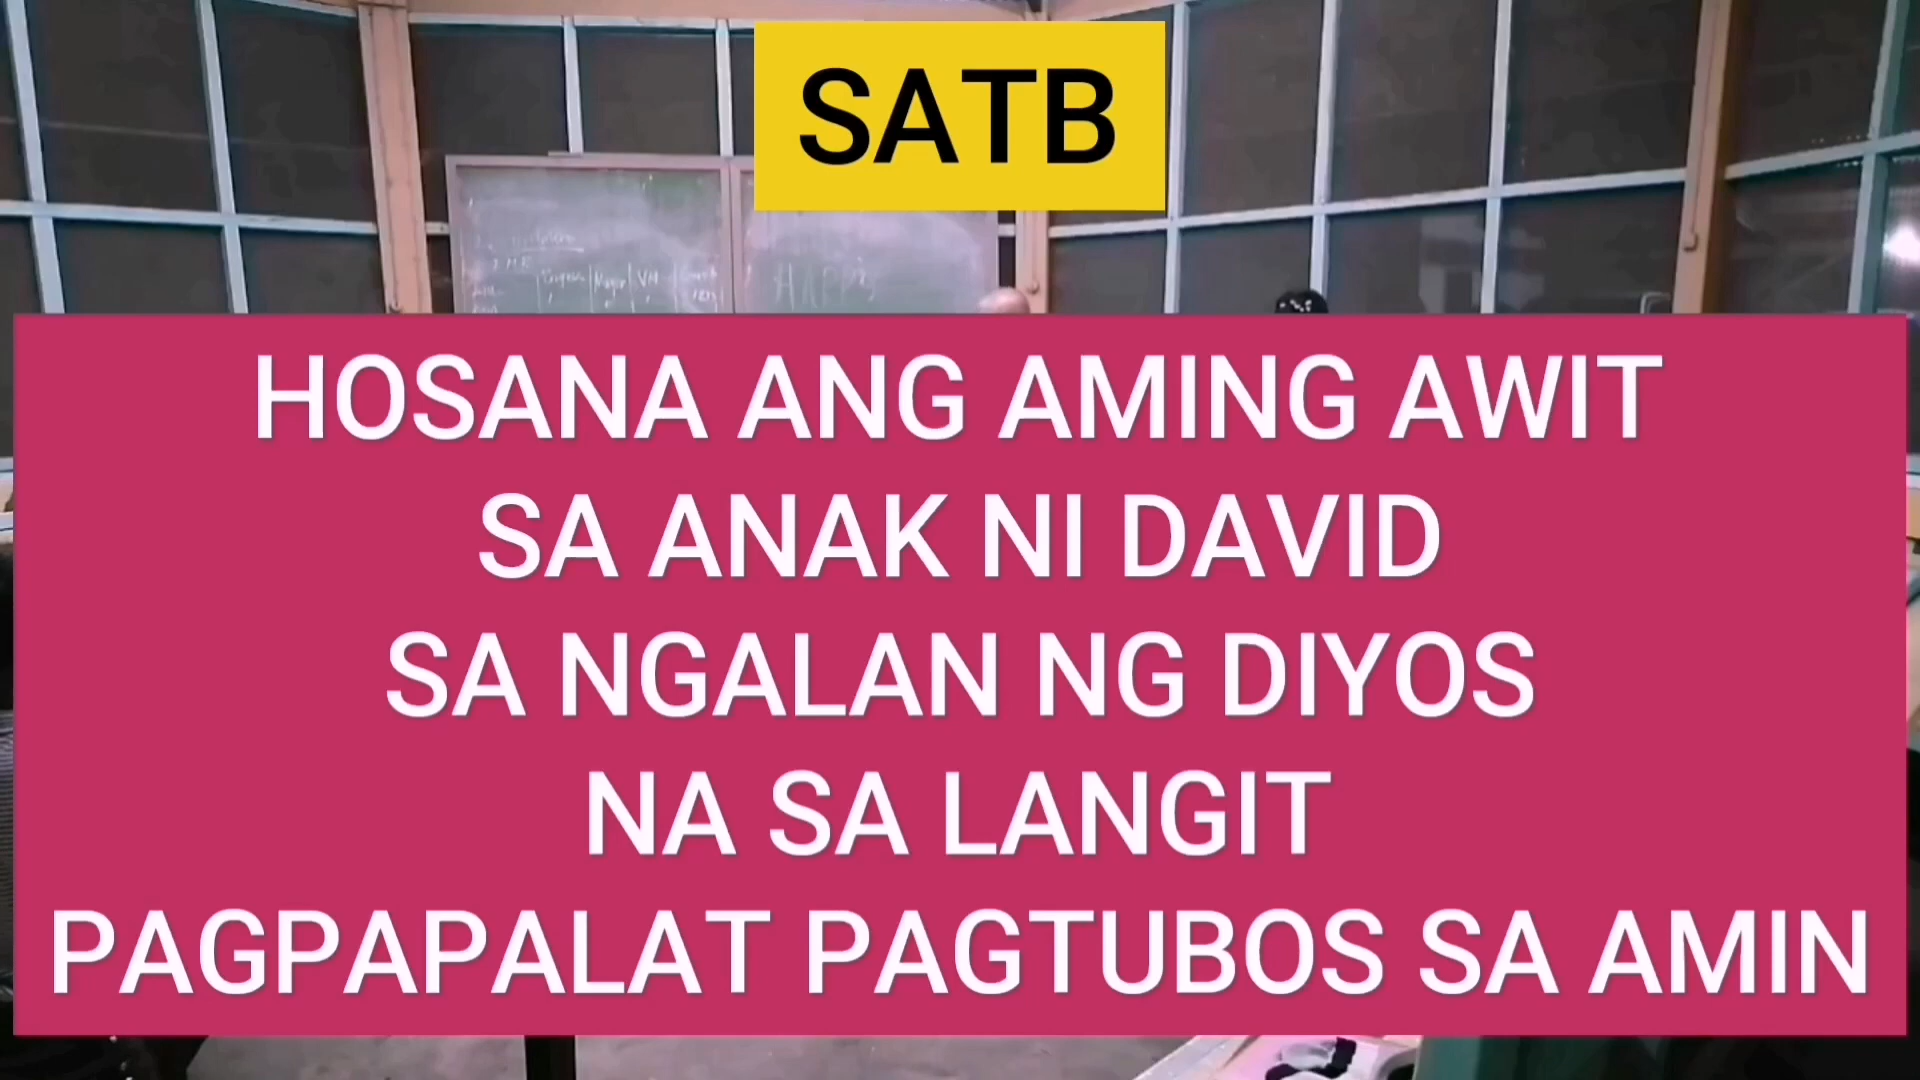 SATB
HAPPY
HOSANA ANG AMING AWIT
SA ANAK NI DAVID
SA NGALAN NG DIYOS
NA SA LANGIT
PAGPAPALAT PAGTUBOS SA AMIN